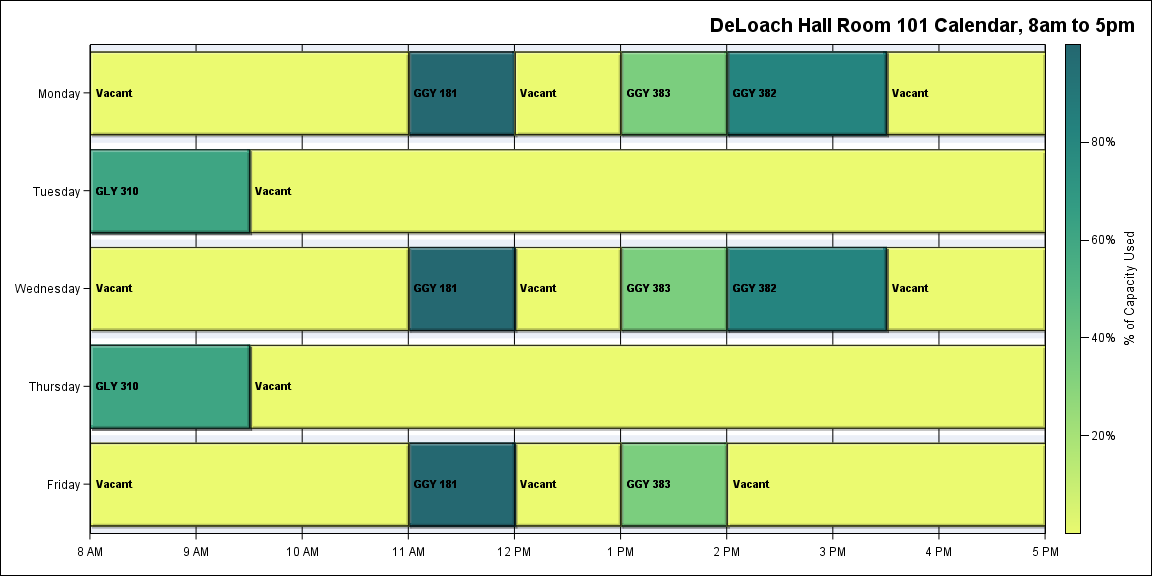 DeLoach Hall Room 101 Calendar, 8am to 5pm
Monday
Vacant
GGY 181
Vacant
GGY 383
GGY 382
Vacant
Tuesday
GLY 310
Vacant
Wednesday
Vacant
GGY 181
Vacant
GGY 383
GGY 382
Vacant
Thursday
GLY 310
Vacant
Friday
Vacant
GGY 181
Vacant
GGY 383
Vacant
8 AM
9 AM
10 AM
11 AM
12 PM
1 PM
2 PM
3 PM
4 PM
5 PM
80%
60%
40%
20%
% of Capacity Used